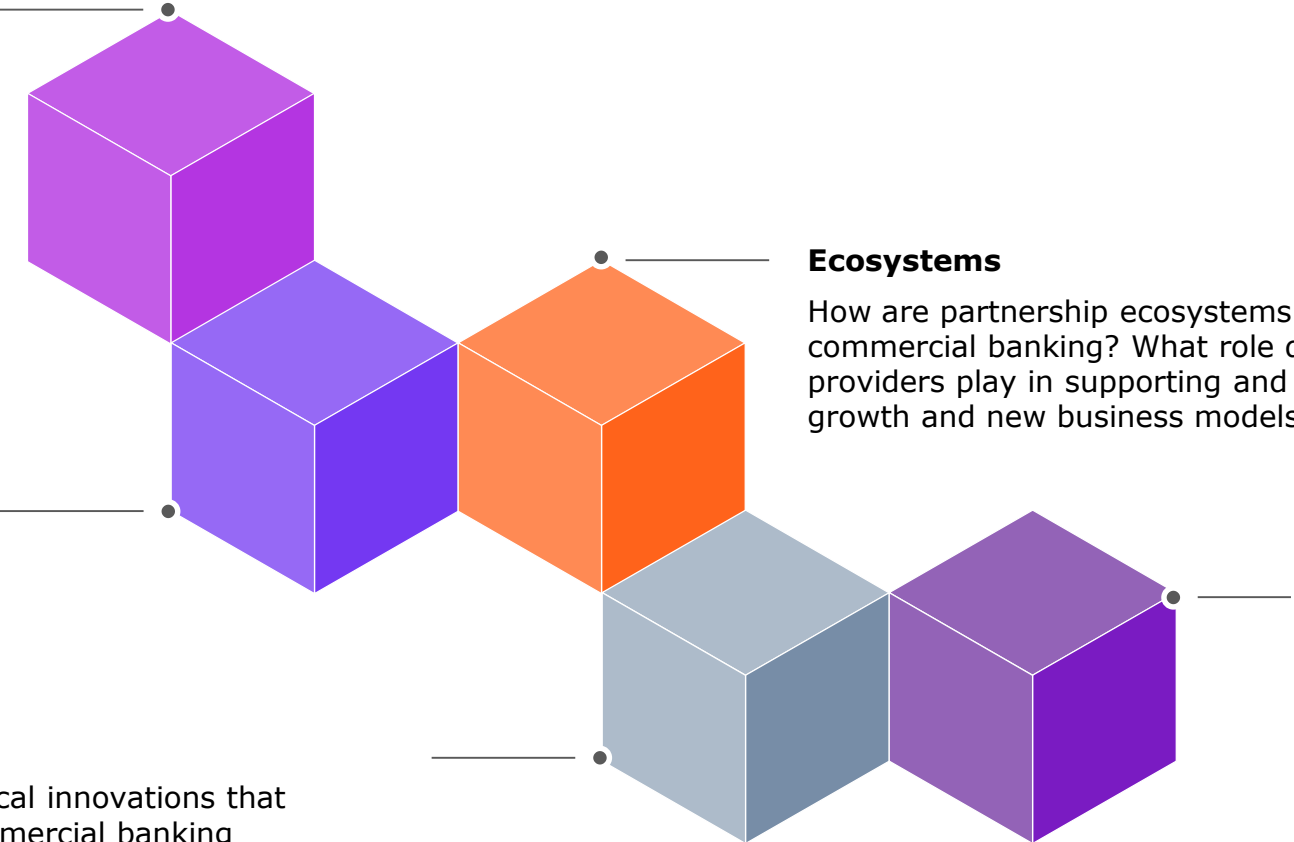 Ecosystems
How are partnership ecosystems
commercial banking? What role
providers play in supporting and
growth and new business models
innovations that
banking